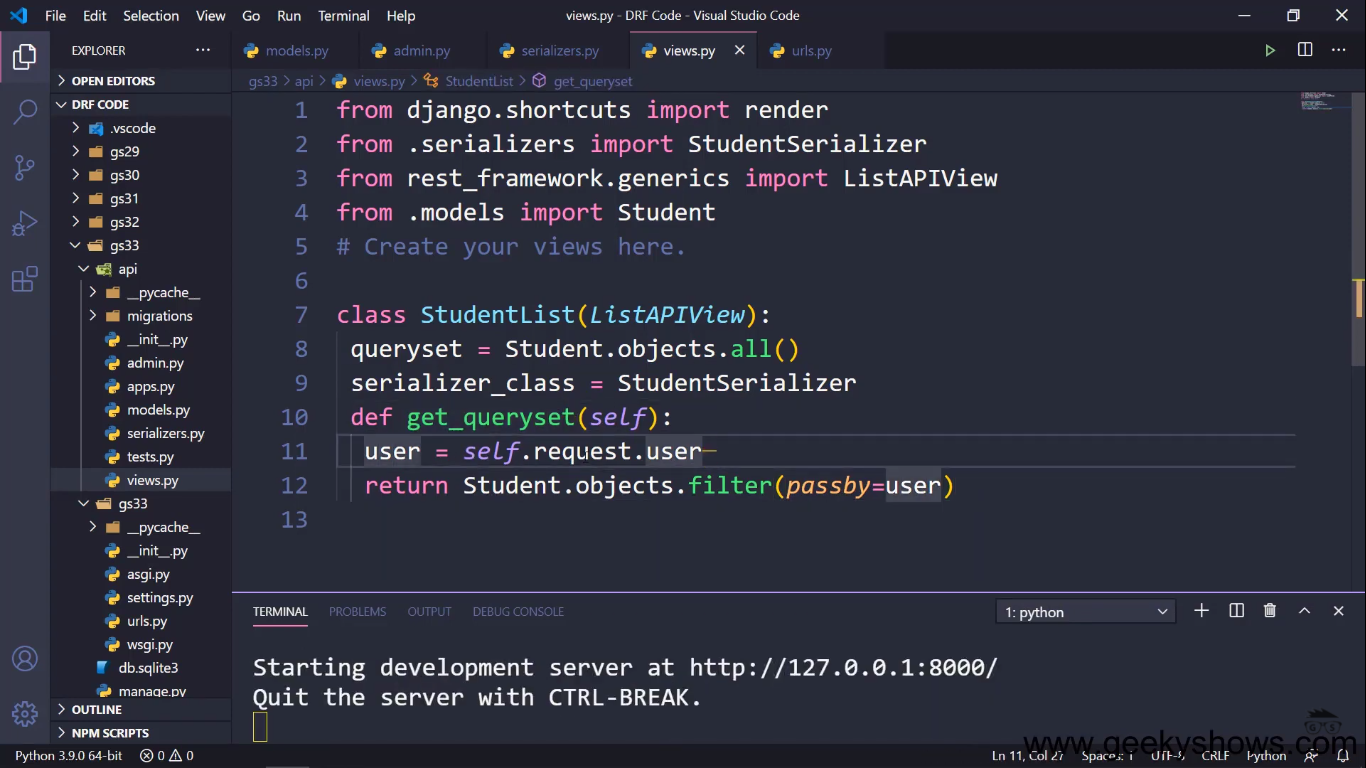 File Edit Selection View Go Run Terminal Help views.py - DRF Code - Visual Studio Code
EXPLORER ... models.py admin.py serializers.py views.py urls.py
OPEN EDITORS
gs33 > api > views.py > StudentList > get_queryset
DRF CODE
.vscode
gs29
gs30
gs31
gs32
gs33
api
__pycache__
migrations
__init__.py
admin.py
apps.py
models.py
serializers.py
tests.py
views.py
gs33
__pycache__
__init__.py
asgi.py
settings.py
urls.py
wsgi.py
db.sqlite3
manage.py
OUTLINE
NPM SCRIPTS
1 from django.shortcuts import render
2 from .serializers import StudentSerializer
3 from rest_framework.generics import ListAPIView
4 from .models import Student
5 # Create your views here.
6
7 class StudentList(ListAPIView):
8 queryset = Student.objects.all()
9 serializer_class = StudentSerializer
10 def get_queryset(self):
11 user = self.request.user
12 return Student.objects.filter(passby=user)
13
TERMINAL PROBLEMS OUTPUT DEBUG CONSOLE 1: python
Starting development server at http://127.0.0.1:8000/
Quit the server with CTRL-BREAK.
www.geekyshows.com
Python 3.9.0 64-bit 0 0 Ln 11, Col 27 Spaces: 1 UTF-8 CRLF Python